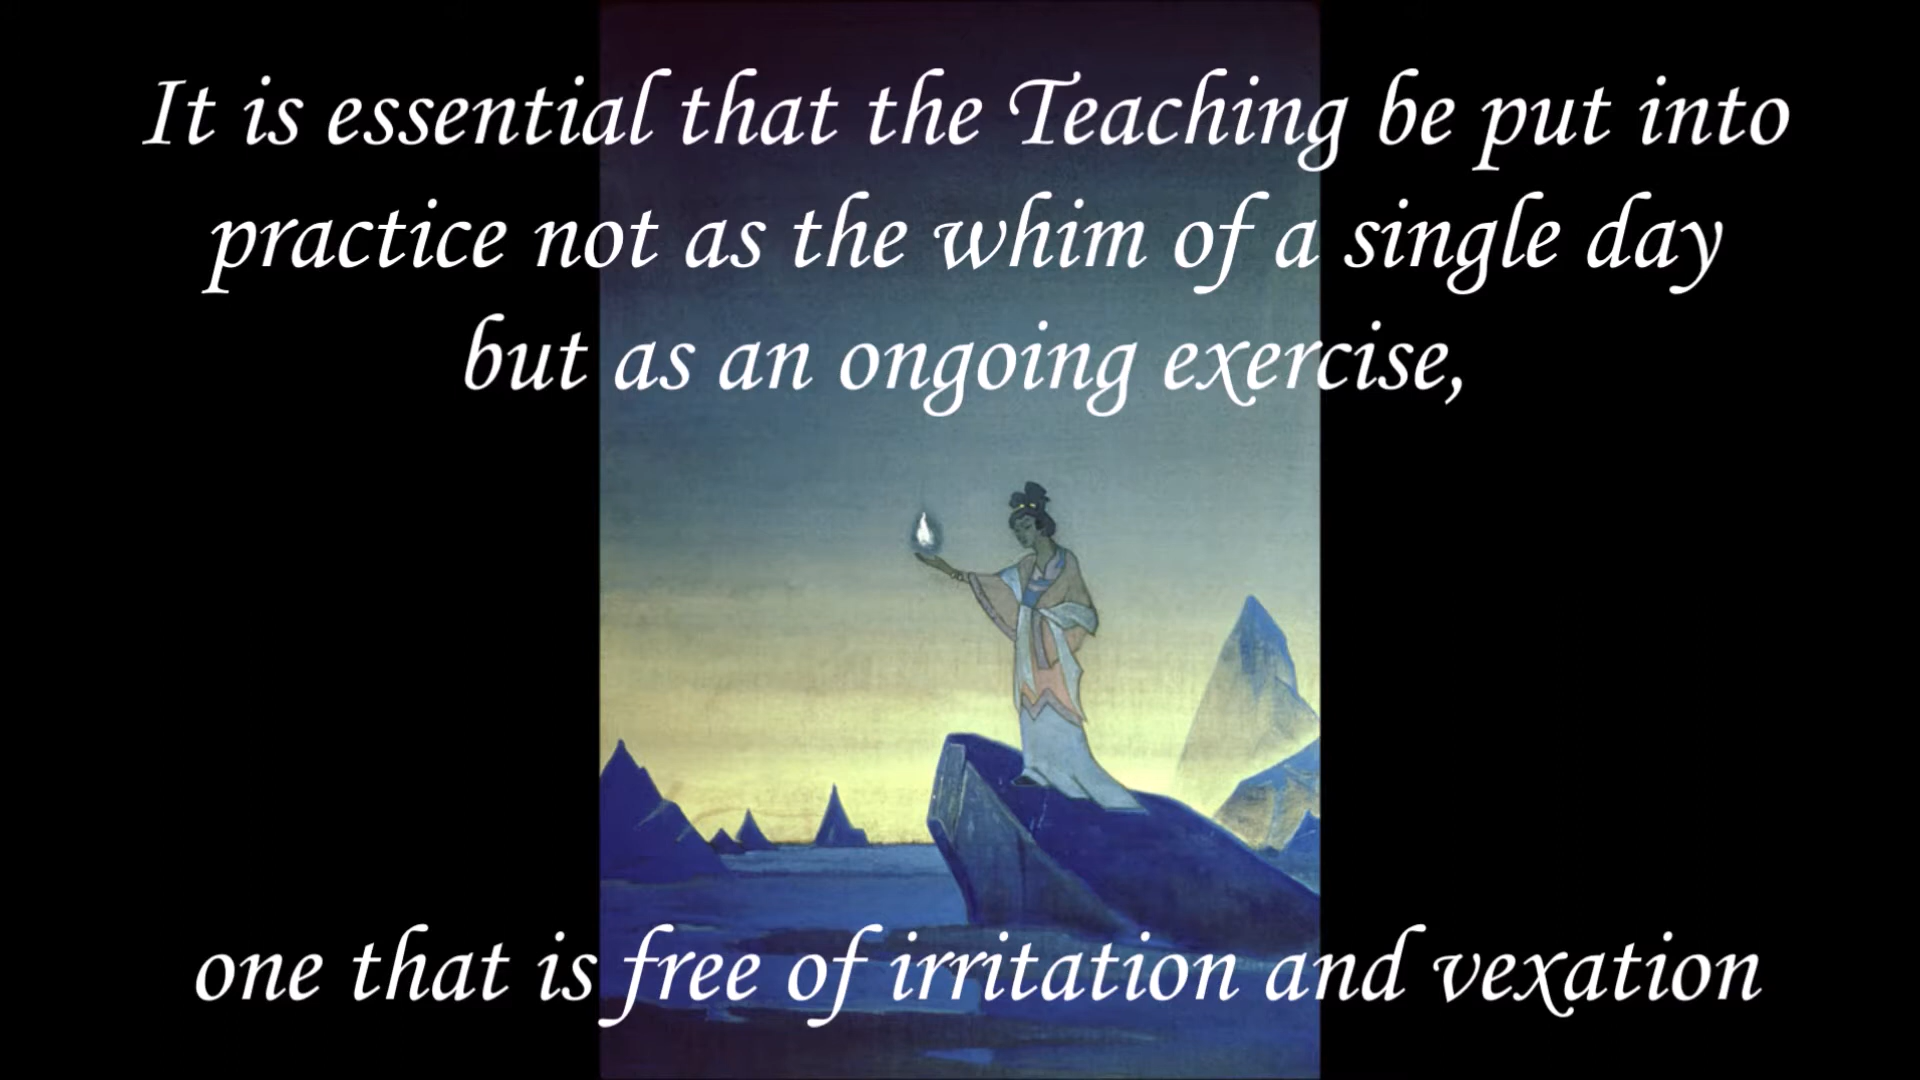 It is essential that the Teaching be put into
practice not as the whim of a single day
but as an ongoing exercise,
one that is free of irritation and vexation